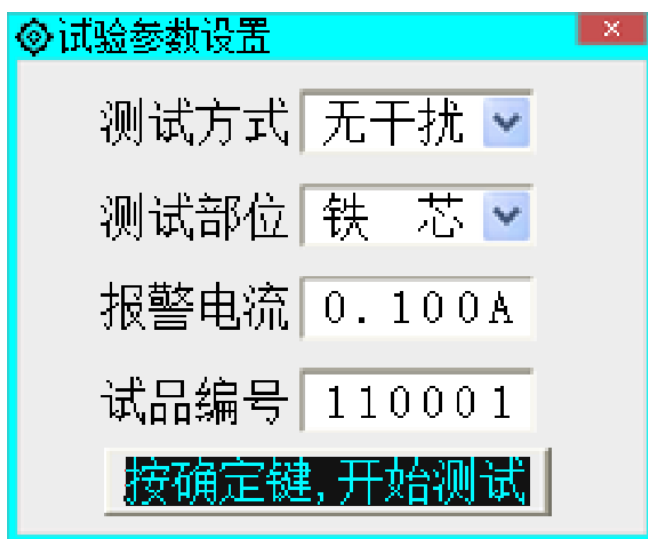 试验参数设置
测试方式 无干扰
测试部位 铁 芯
报警电流 0.100A
试品编号 110001
按确定键,开始测试